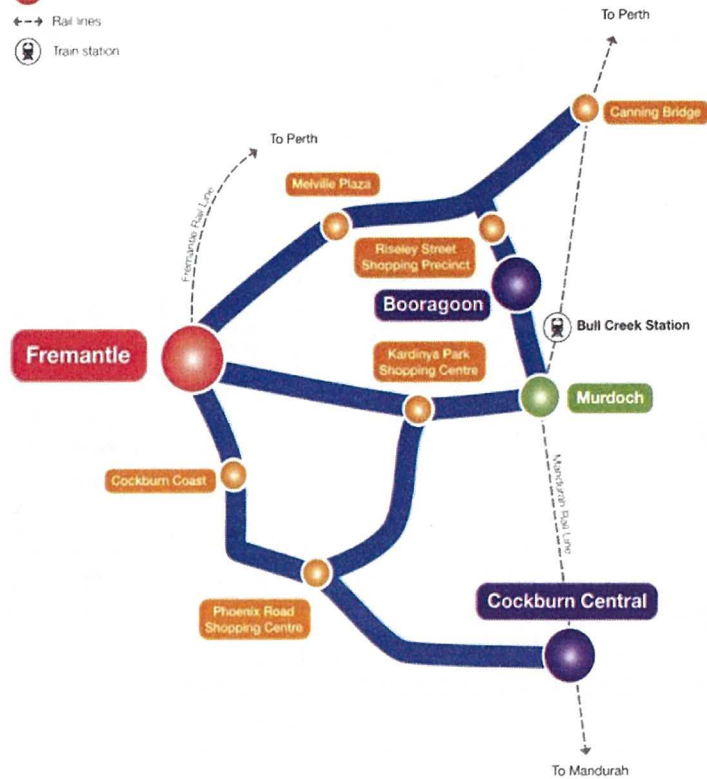 Rail lines
Train station
To Perth
Canning Bridge
To Perth
Melville Plaza
Fremantle Rail Line
Riseley Street
Shopping Precinct
Booragoon
Bull Creek Station
Fremantle
Kardinya Park
Shopping Centre
Murdoch
Cockburn Coast
Mandurah Rail Line
Phoenix Road
Shopping Centre
Cockburn Central
To Mandurah